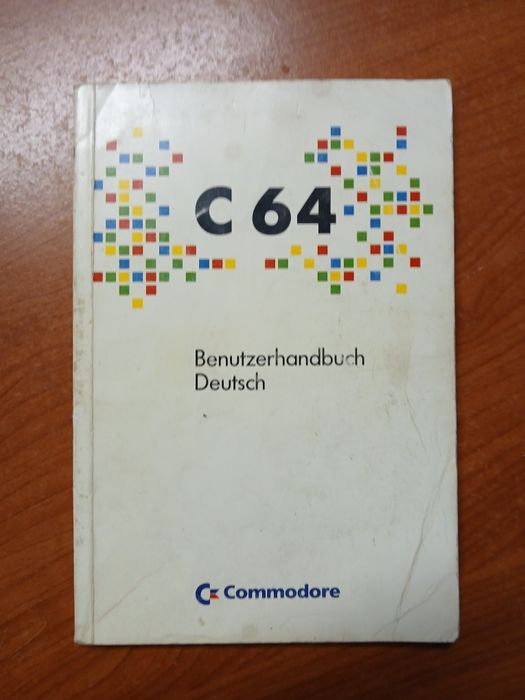 C 64
Benutzerhandbuch
Deutsch
Commodore